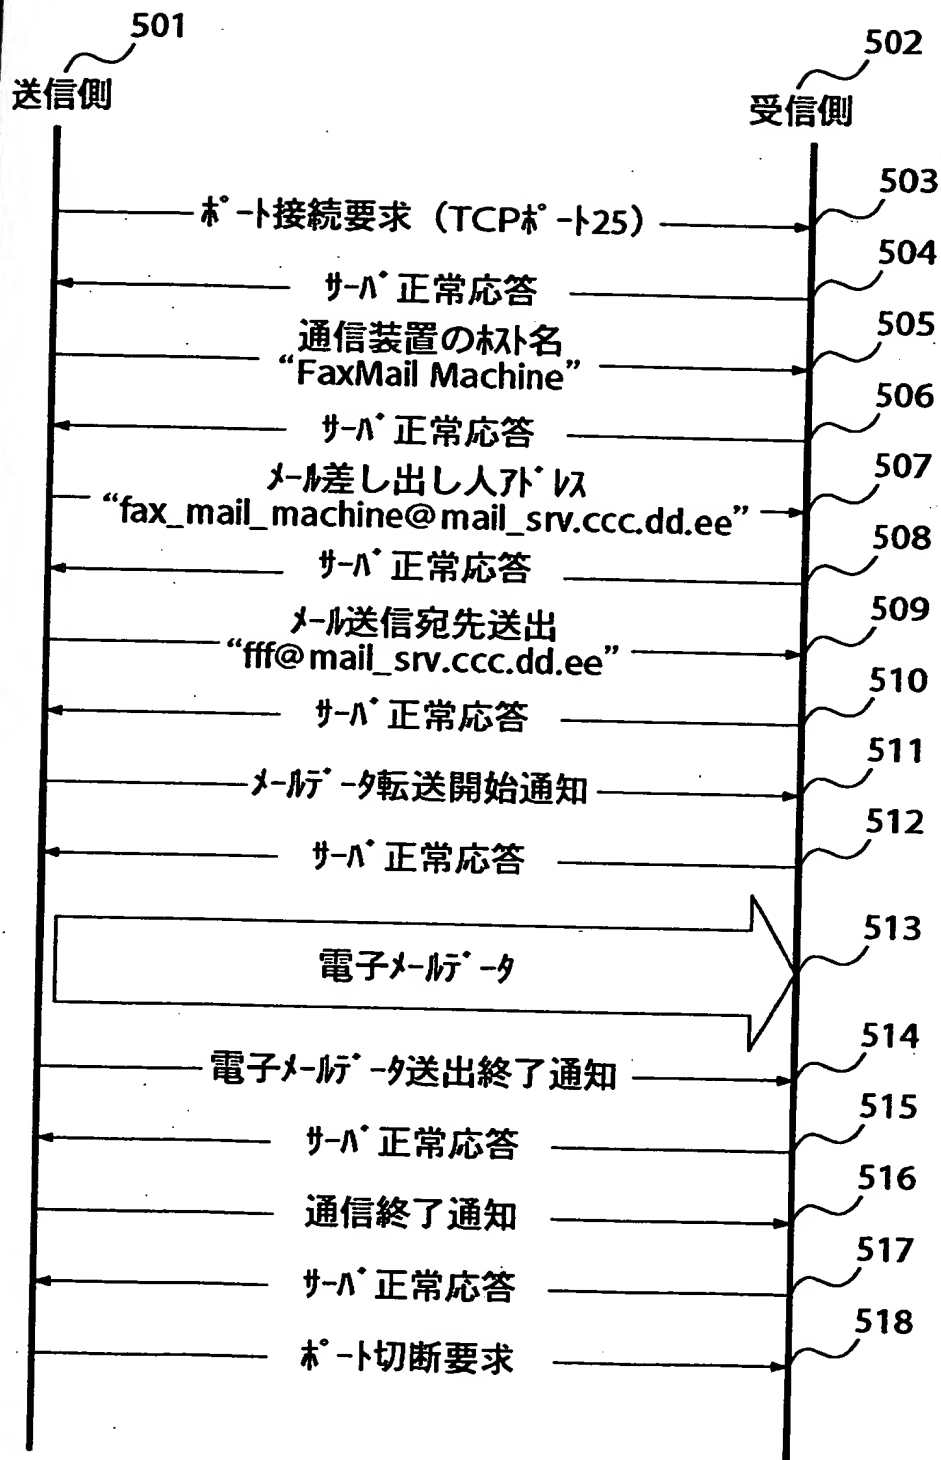 501
送信側
502
受信側
503
ﾎﾟｰﾄ接続要求（TCPﾎﾟｰﾄ25）
504
ｻｰﾊﾞ正常応答
505
通信装置のﾎｽﾄ名
“FaxMail Machine”
506
ｻｰﾊﾞ正常応答
507
ﾒｰﾙ差し出し人ｱﾄﾞﾚｽ
“fax_mail_machine@mail_srv.ccc.dd.ee”
508
ｻｰﾊﾞ正常応答
509
ﾒｰﾙ送信宛先送出
“fff@mail_srv.ccc.dd.ee”
510
ｻｰﾊﾞ正常応答
511
ﾒｰﾙﾃﾞｰﾀ転送開始通知
512
ｻｰﾊﾞ正常応答
513
電子ﾒｰﾙﾃﾞｰﾀ
514
電子ﾒｰﾙﾃﾞｰﾀ送出終了通知
515
ｻｰﾊﾞ正常応答
516
通信終了通知
517
ｻｰﾊﾞ正常応答
518
ﾎﾟｰﾄ切断要求